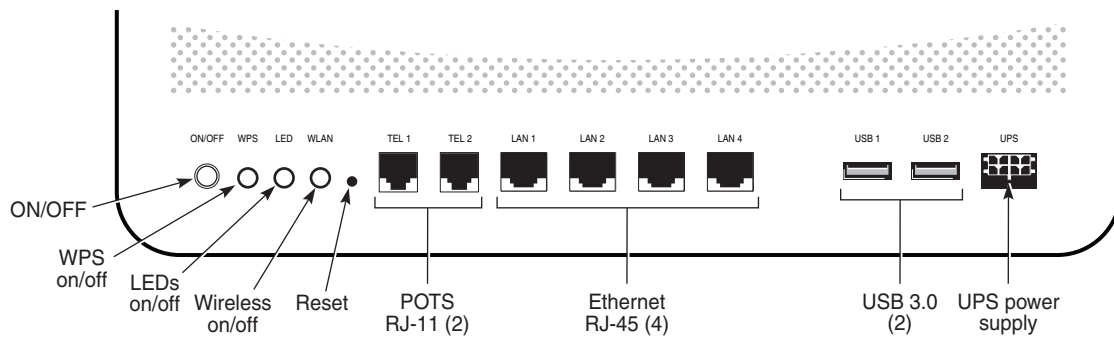 ON/OFF WPS LED WLAN TEL 1 TEL 2 LAN 1 LAN 2 LAN 3 LAN 4 USB 1 USB 2 UPS
ON/OFF
WPS
on/off
LEDs
on/off
Wireless
on/off
Reset
POTS
RJ-11 (2)
Ethernet
RJ-45 (4)
USB 3.0
(2)
UPS power
supply